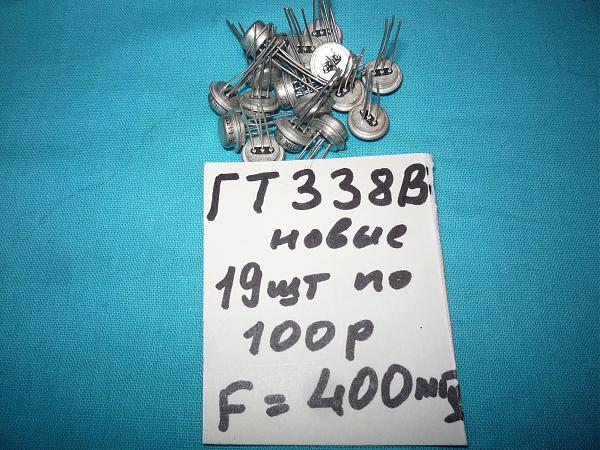 ГТ338В
новые
19шт по
100р
F = 400мгц